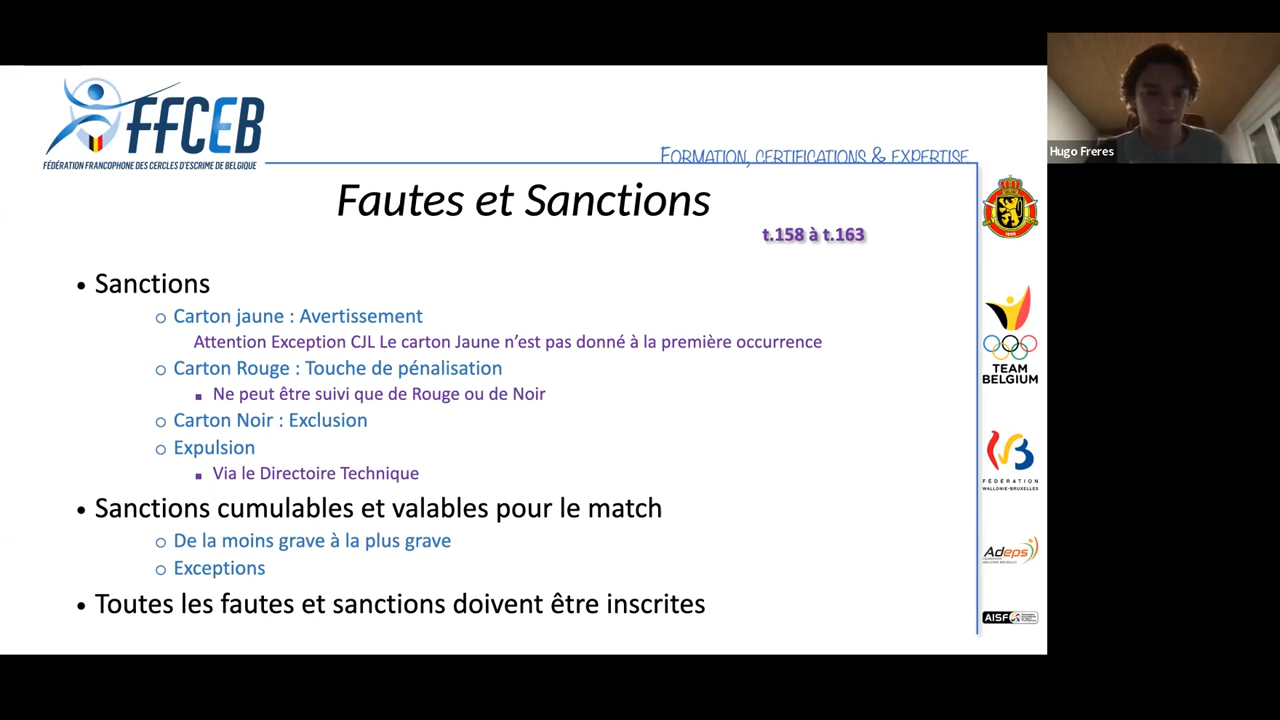 FFCEB
FÉDÉRATION FRANCOPHONE DES CERCLES D'ESCRIME DE BELGIQUE
FORMATION, CERTIFICATIONS & EXPERTISE
Hugo Freres
Fautes et Sanctions
t.158 à t.163
• Sanctions
o Carton jaune : Avertissement
Attention Exception CJL Le carton Jaune n’est pas donné à la première occurrence
o Carton Rouge : Touche de pénalisation
▪ Ne peut être suivi que de Rouge ou de Noir
o Carton Noir : Exclusion
o Expulsion
▪ Via le Directoire Technique
• Sanctions cumulables et valables pour le match
o De la moins grave à la plus grave
o Exceptions
• Toutes les fautes et sanctions doivent être inscrites
TEAM
BELGIUM
FÉDÉRATION
WALLONIE-BRUXELLES
Adeps
AISF